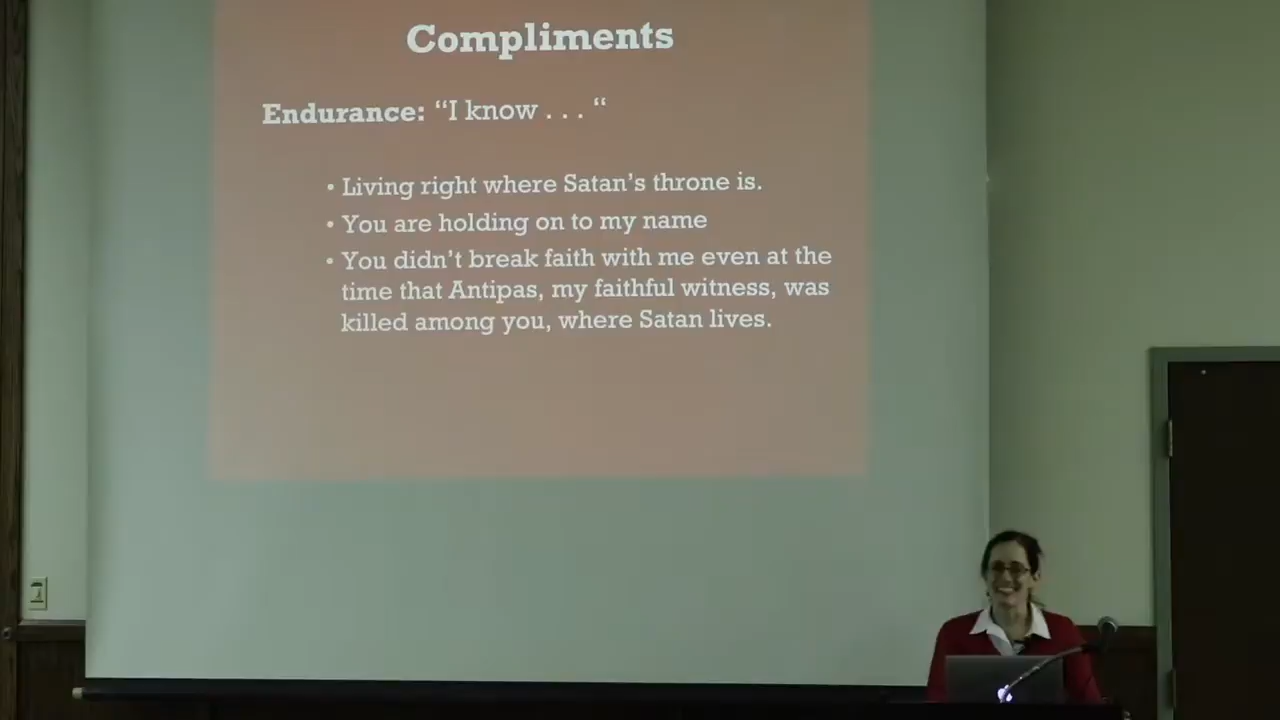 Compliments
Endurance: “I know . . . “
• Living right where Satan’s throne is.
• You are holding on to my name
• You didn’t break faith with me even at the
time that Antipas, my faithful witness, was
killed among you, where Satan lives.